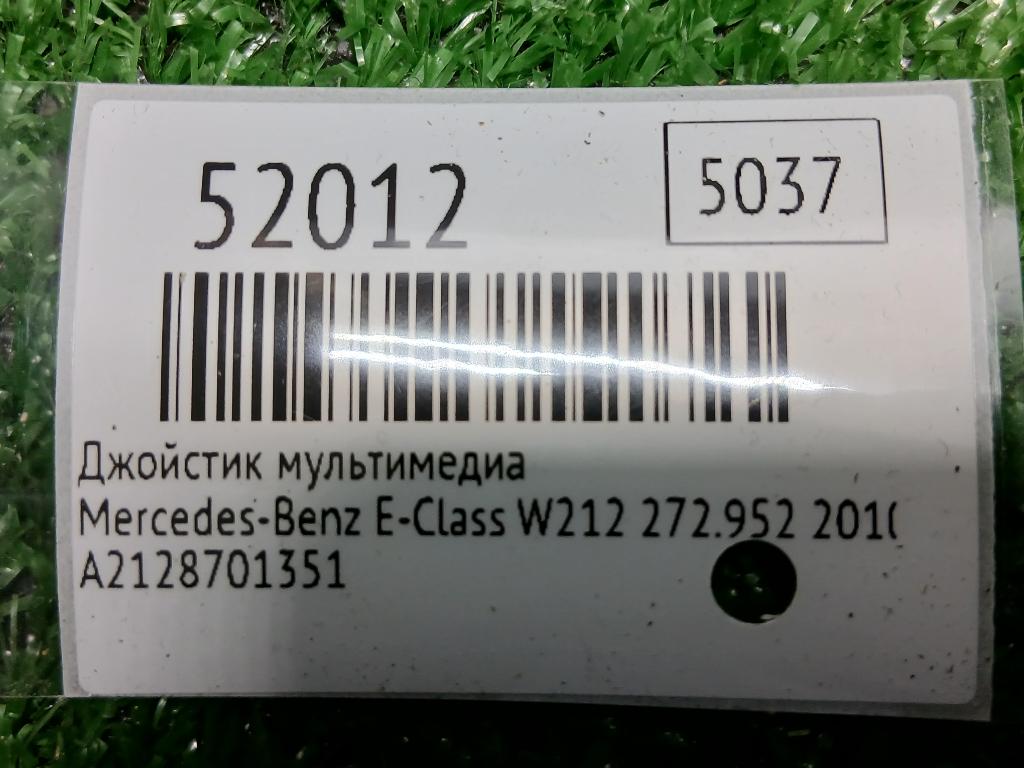 52012
5037
Джойстик мультимедиа
Mercedes-Benz E-Class W212 272.952
A2128701351